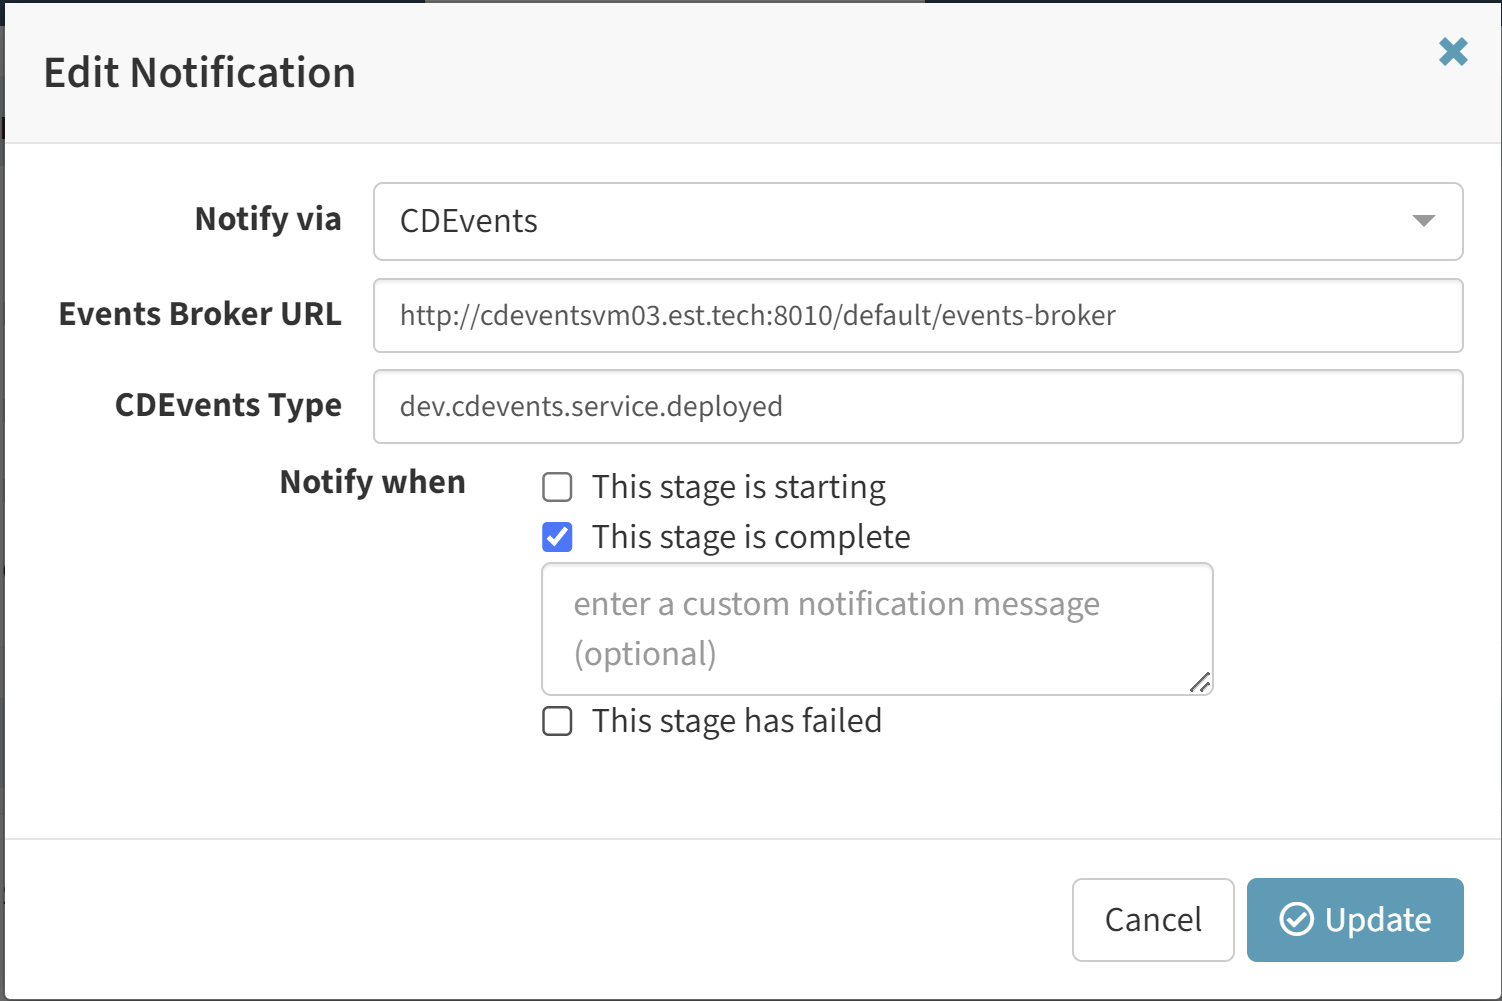 Edit Notification
Notify via
CDEvents
Events Broker URL
http://cdeventsvm03.est.tech:8010/default/events-broker
CDEvents Type
dev.cdevents.service.deployed
Notify when
This stage is starting
This stage is complete
enter a custom notification message
(optional)
This stage has failed
Cancel
Update